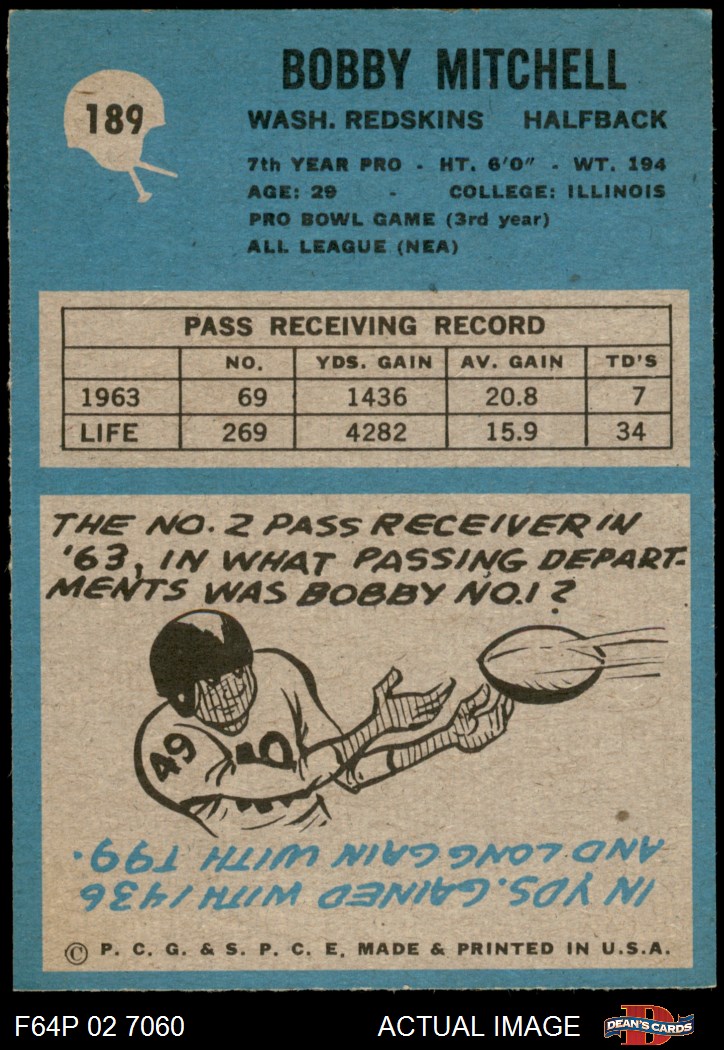 189
BOBBY MITCHELL
WASH. REDSKINS HALFBACK
7th YEAR PRO - HT. 6'0" - WT. 194
AGE: 29 - COLLEGE: ILLINOIS
PRO BOWL GAME (3rd year)
ALL LEAGUE (NEA)
PASS RECEIVING RECORD
NO. YDS. GAIN AV. GAIN TD'S
1963 69 1436 20.8 7
LIFE 269 4282 15.9 34
THE NO. 2 PASS RECEIVER IN
'63, IN WHAT PASSING DEPART-
MENTS WAS BOBBY NO.1?
49
IN YDS. GAINED WITH 1436
AND LONG GAIN WITH T99.
© P. C. G. & S. P. C. E. MADE & PRINTED IN U.S.A.
F64P 02 7060 ACTUAL IMAGE
D
DEAN'S CARDS